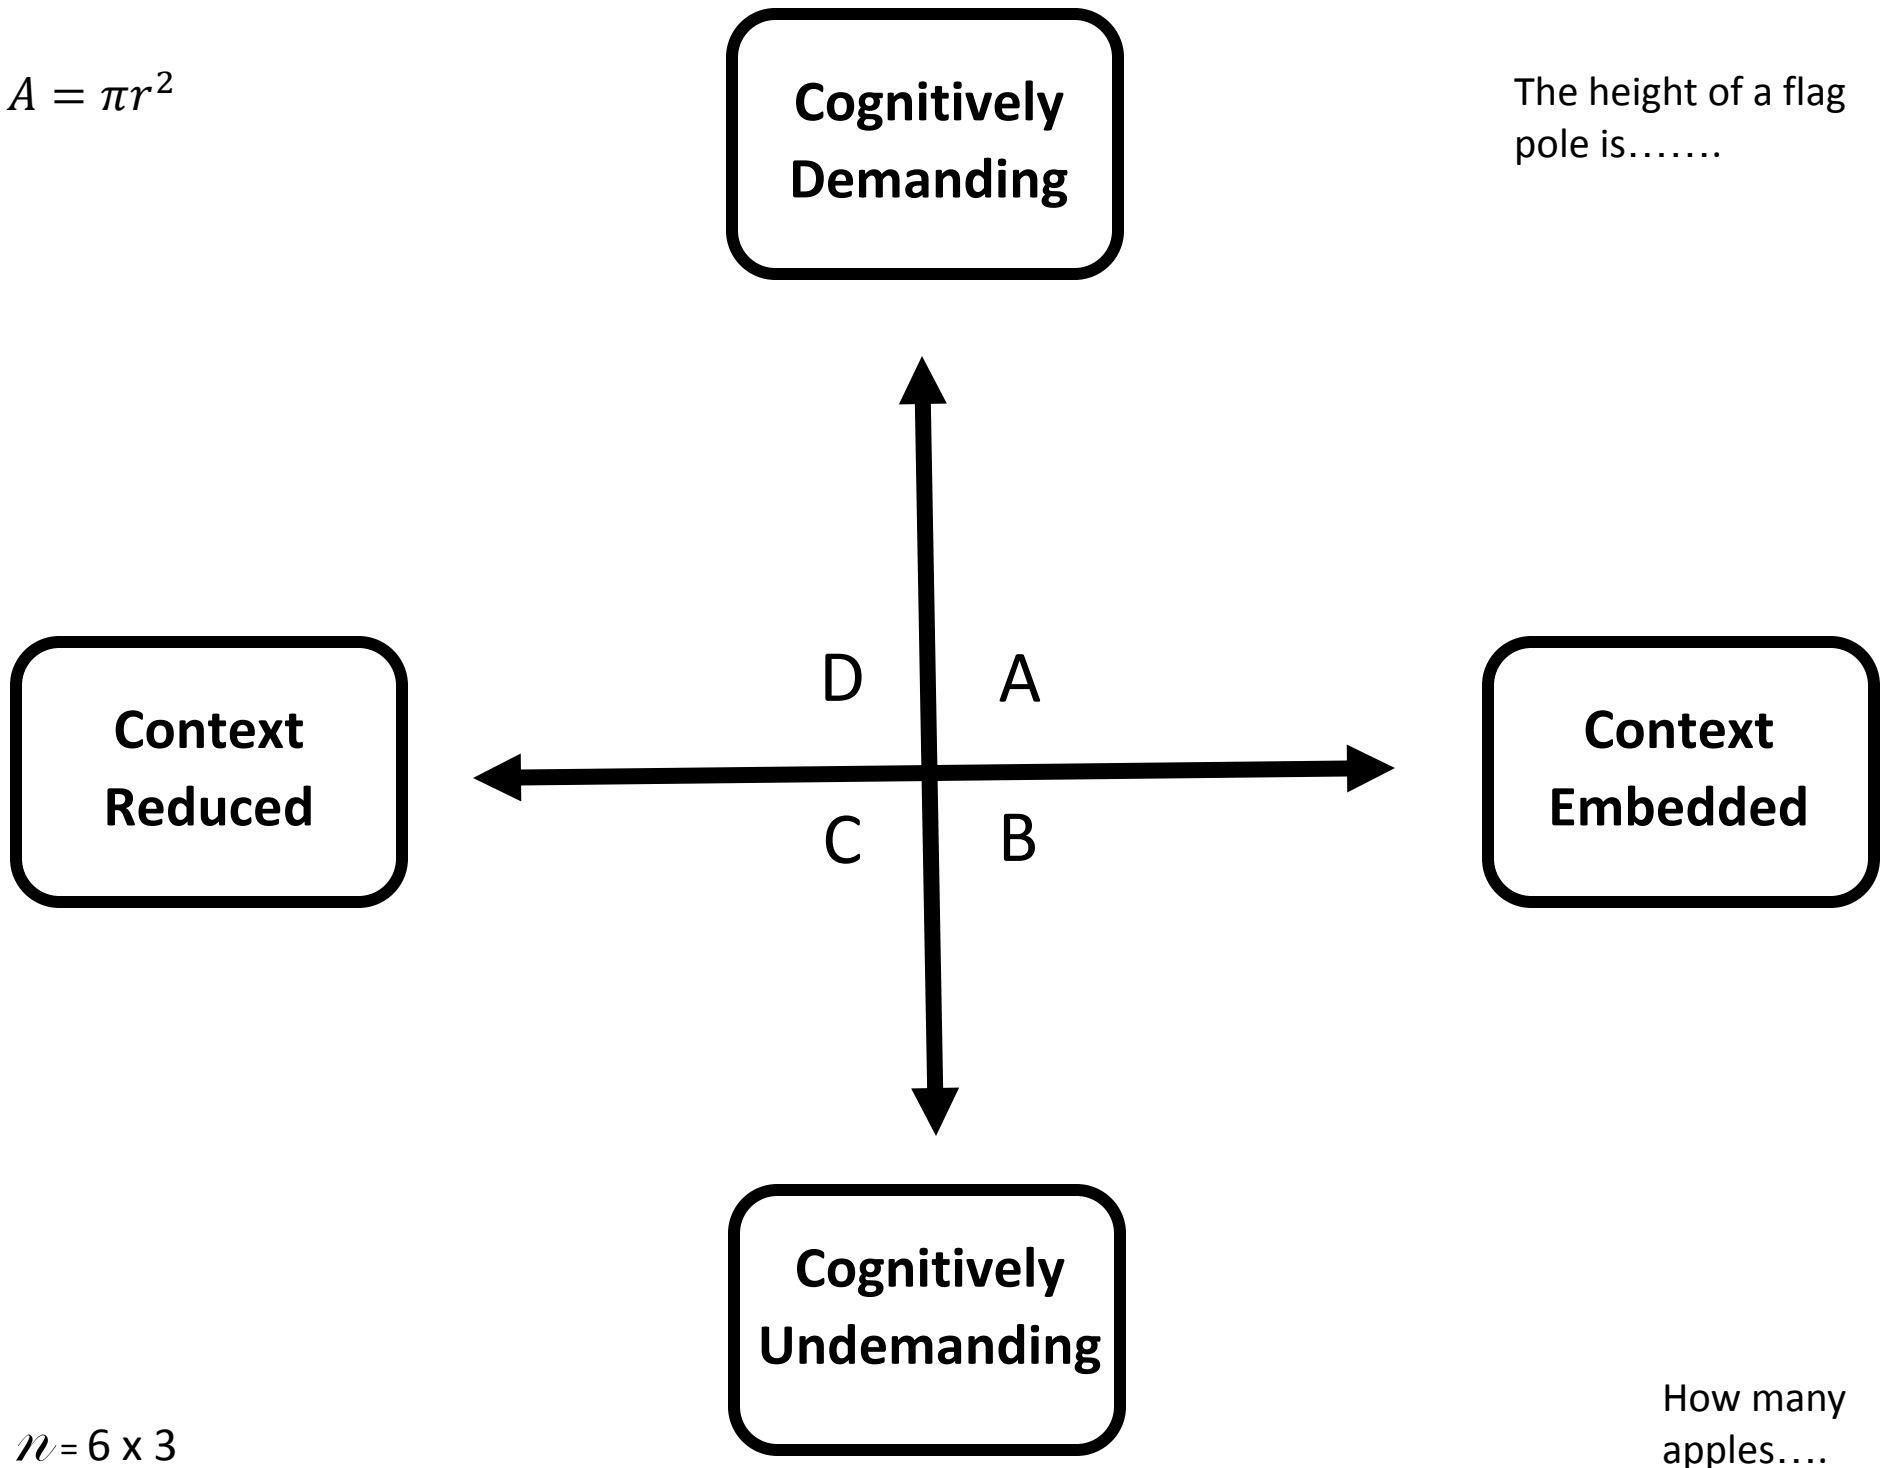 A = πr²
Cognitively
Demanding
The height of a flag
pole is…….
D
A
Context
Reduced
Context
Embedded
C
B
Cognitively
Undemanding
n = 6 x 3
How many
apples….